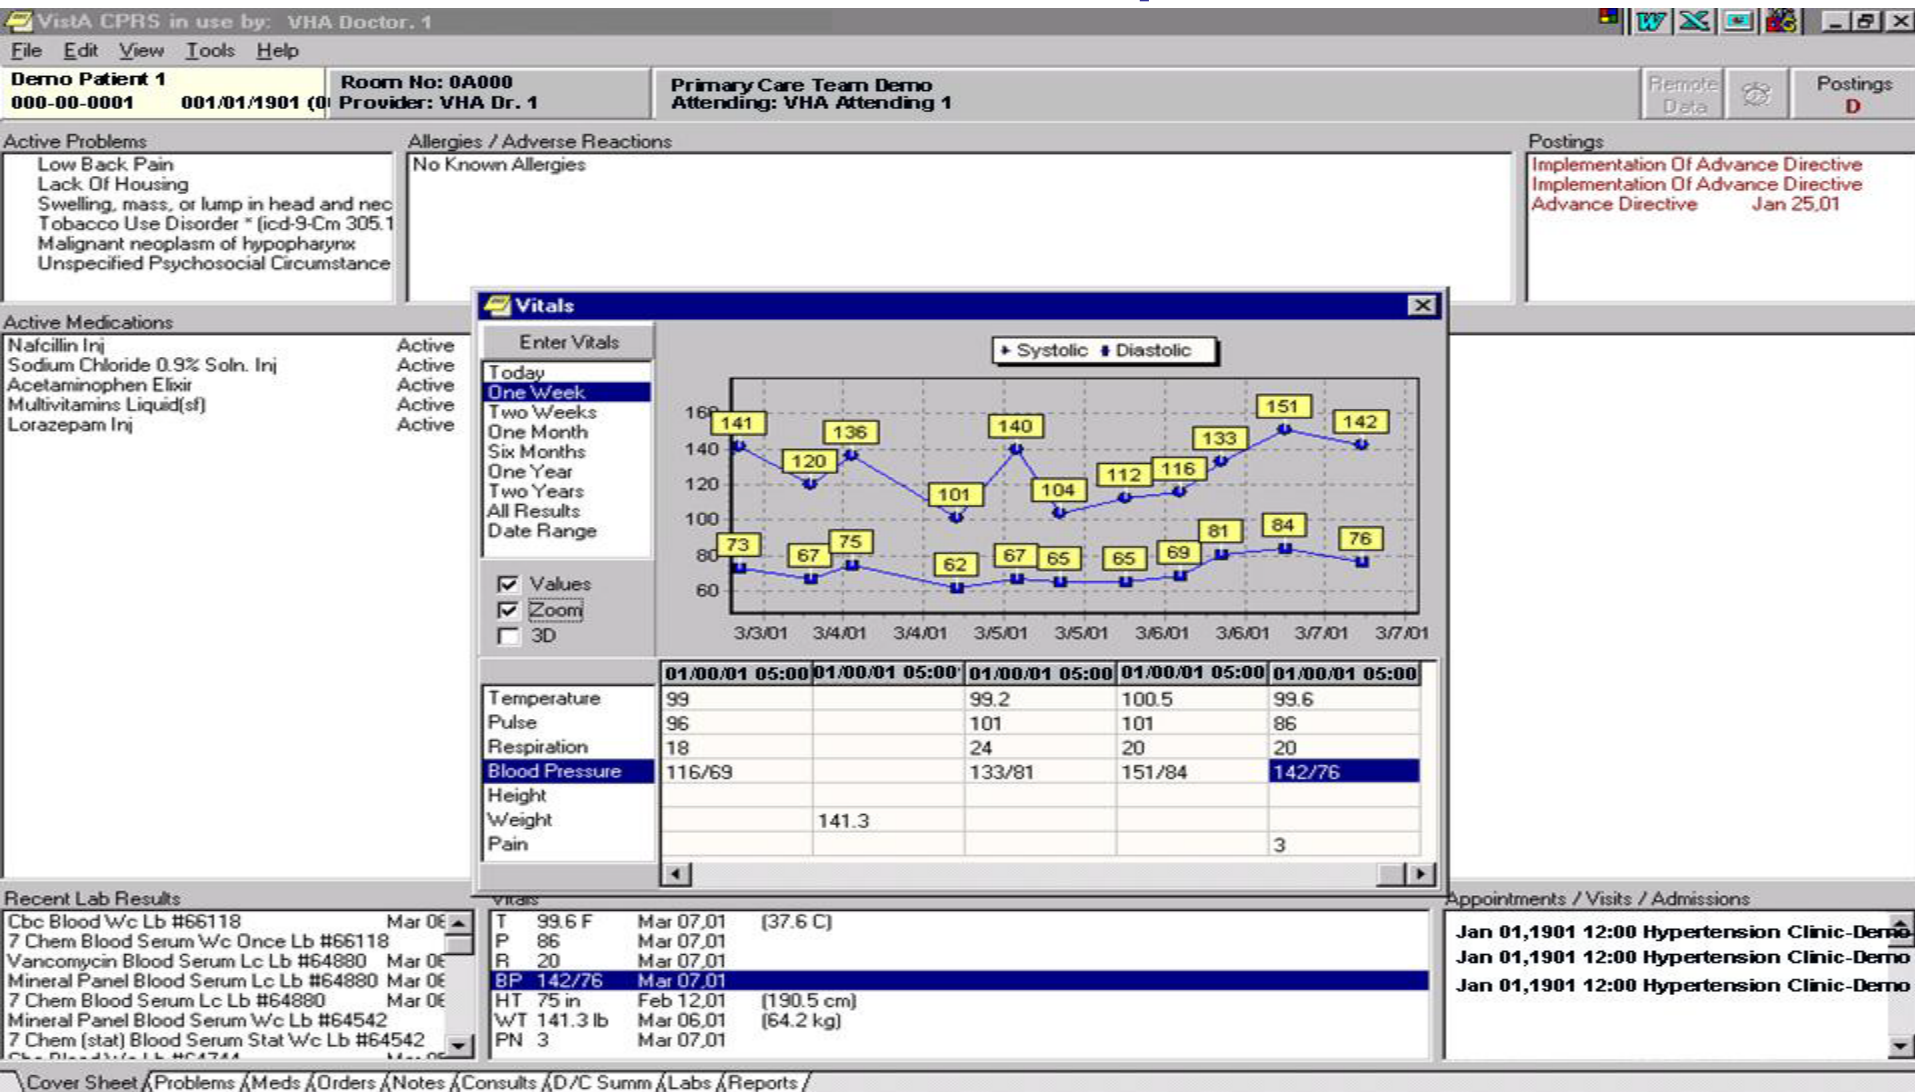 VistA CPRS in use by: VHA Doctor. 1
File Edit View Tools Help
Demo Patient 1
000-00-0001 001/01/1901 (0
Room No: 0A000
Provider: VHA Dr. 1
Primary Care Team Demo
Attending: VHA Attending 1
Remote
Data
Postings
D
Active Problems
Low Back Pain
Lack Of Housing
Swelling, mass, or lump in head and nec
Tobacco Use Disorder * (icd-9-Cm 305.1
Malignant neoplasm of hypopharynx
Unspecified Psychosocial Circumstance
Allergies / Adverse Reactions
No Known Allergies
Postings
Implementation Of Advance Directive
Implementation Of Advance Directive
Advance Directive Jan 25,01
Active Medications
Nafcillin Inj Active
Sodium Chloride 0.9% Soln. Inj Active
Acetaminophen Elixir Active
Multivitamins Liquid(sf) Active
Lorazepam Inj Active
Vitals
Enter Vitals
Today
One Week
Two Weeks
One Month
Six Months
One Year
Two Years
All Results
Date Range
Values
Zoom
3D
Systolic Diastolic
160
140
120
100
80
60
141 120 136 101 140 104 112 116 133 151 142
73 67 75 62 67 65 65 69 81 84 76
3/3/01 3/4/01 3/4/01 3/5/01 3/5/01 3/6/01 3/6/01 3/7/01 3/7/01
01/00/01 05:00 01/00/01 05:00 01/00/01 05:00 01/00/01 05:00 01/00/01 05:00
Temperature 99 99.2 100.5 99.6
Pulse 96 101 101 86
Respiration 18 24 20 20
Blood Pressure 116/69 133/81 151/84 142/76
Height
Weight 141.3
Pain 3
Recent Lab Results
Cbc Blood Wc Lb #66118 Mar 06
7 Chem Blood Serum Wc Once Lb #66118
Vancomycin Blood Serum Lc Lb #64880 Mar 06
Mineral Panel Blood Serum Lc Lb #64880 Mar 06
7 Chem Blood Serum Lc Lb #64880 Mar 06
Mineral Panel Blood Serum Wc Lb #64542
7 Chem (stat) Blood Serum Stat Wc Lb #64542
Vitals
T 99.6 F Mar 07,01 (37.6 C)
P 86 Mar 07,01
R 20 Mar 07,01
BP 142/76 Mar 07,01
HT 75 in Feb 12,01 (190.5 cm)
WT 141.3 lb Mar 06,01 (64.2 kg)
PN 3 Mar 07,01
Appointments / Visits / Admissions
Jan 01,1901 12:00 Hypertension Clinic-Demo
Jan 01,1901 12:00 Hypertension Clinic-Demo
Jan 01,1901 12:00 Hypertension Clinic-Demo
Cover Sheet Problems Meds Orders Notes Consults D/C Summ Labs Reports